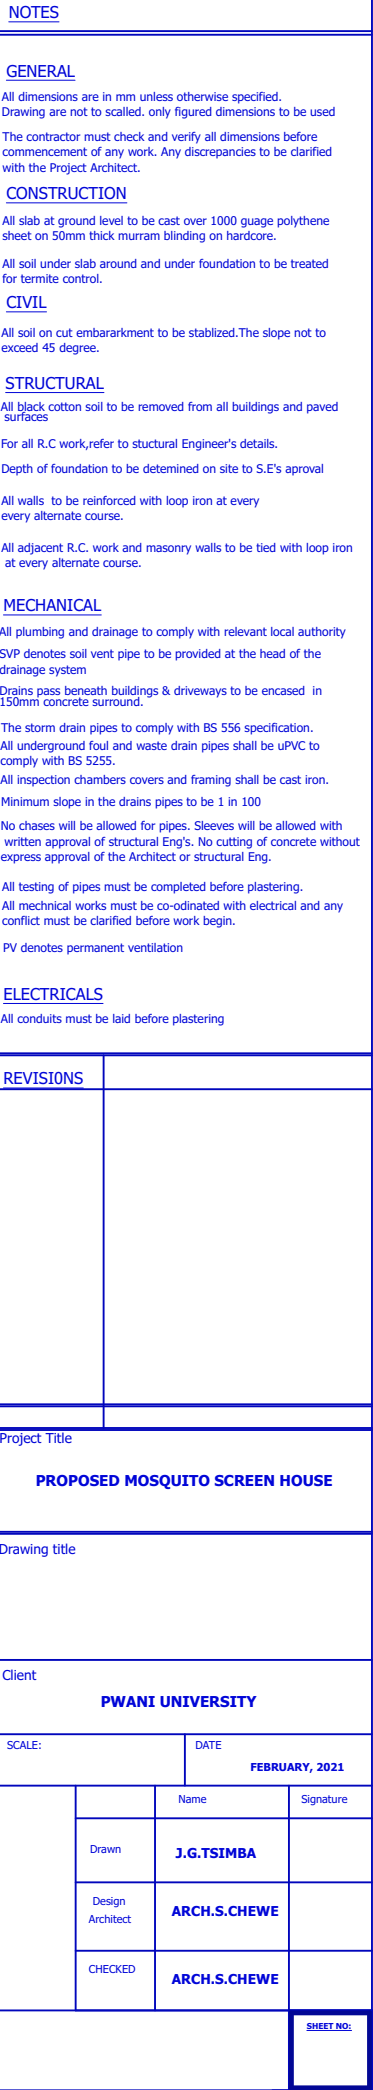 NOTES
GENERAL
All dimensions are in mm unless otherwise specified.
Drawing are not to scalled. only figured dimensions to be used
The contractor must check and verify all dimensions before
commencement of any work. Any discrepancies to be clarified
with the Project Architect.
CONSTRUCTION
All slab at ground level to be cast over 1000 guage polythene
sheet on 50mm thick murram blinding on hardcore.
All soil under slab around and under foundation to be treated
for termite control.
CIVIL
All soil on cut embararkment to be stablized.The slope not to
exceed 45 degree.
STRUCTURAL
All black cotton soil to be removed from all buildings and paved
surfaces
For all R.C work,refer to stuctural Engineer's details.
Depth of foundation to be detemined on site to S.E's aproval
All walls to be reinforced with loop iron at every
every alternate course.
All adjacent R.C. work and masonry walls to be tied with loop iron
at every alternate course.
MECHANICAL
All plumbing and drainage to comply with relevant local authority
SVP denotes soil vent pipe to be provided at the head of the
drainage system
Drains pass beneath buildings & driveways to be encased in
150mm concrete surround.
The storm drain pipes to comply with BS 556 specification.
All underground foul and waste drain pipes shall be uPVC to
comply with BS 5255.
All inspection chambers covers and framing shall be cast iron.
Minimum slope in the drains pipes to be 1 in 100
No chases will be allowed for pipes. Sleeves will be allowed with
written approval of structural Eng's. No cutting of concrete without
express approval of the Architect or structural Eng.
All testing of pipes must be completed before plastering.
All mechnical works must be co-odinated with electrical and any
conflict must be clarified before work begin.
PV denotes permanent ventilation
ELECTRICALS
All conduits must be laid before plastering
REVISI0NS
Project Title
PROPOSED MOSQUITO SCREEN HOUSE
Drawing title
Client
PWANI UNIVERSITY
SCALE:
DATE
FEBRUARY, 2021
Name
Signature
Drawn
J.G.TSIMBA
Design
Architect
ARCH.S.CHEWE
CHECKED
ARCH.S.CHEWE
SHEET NO: